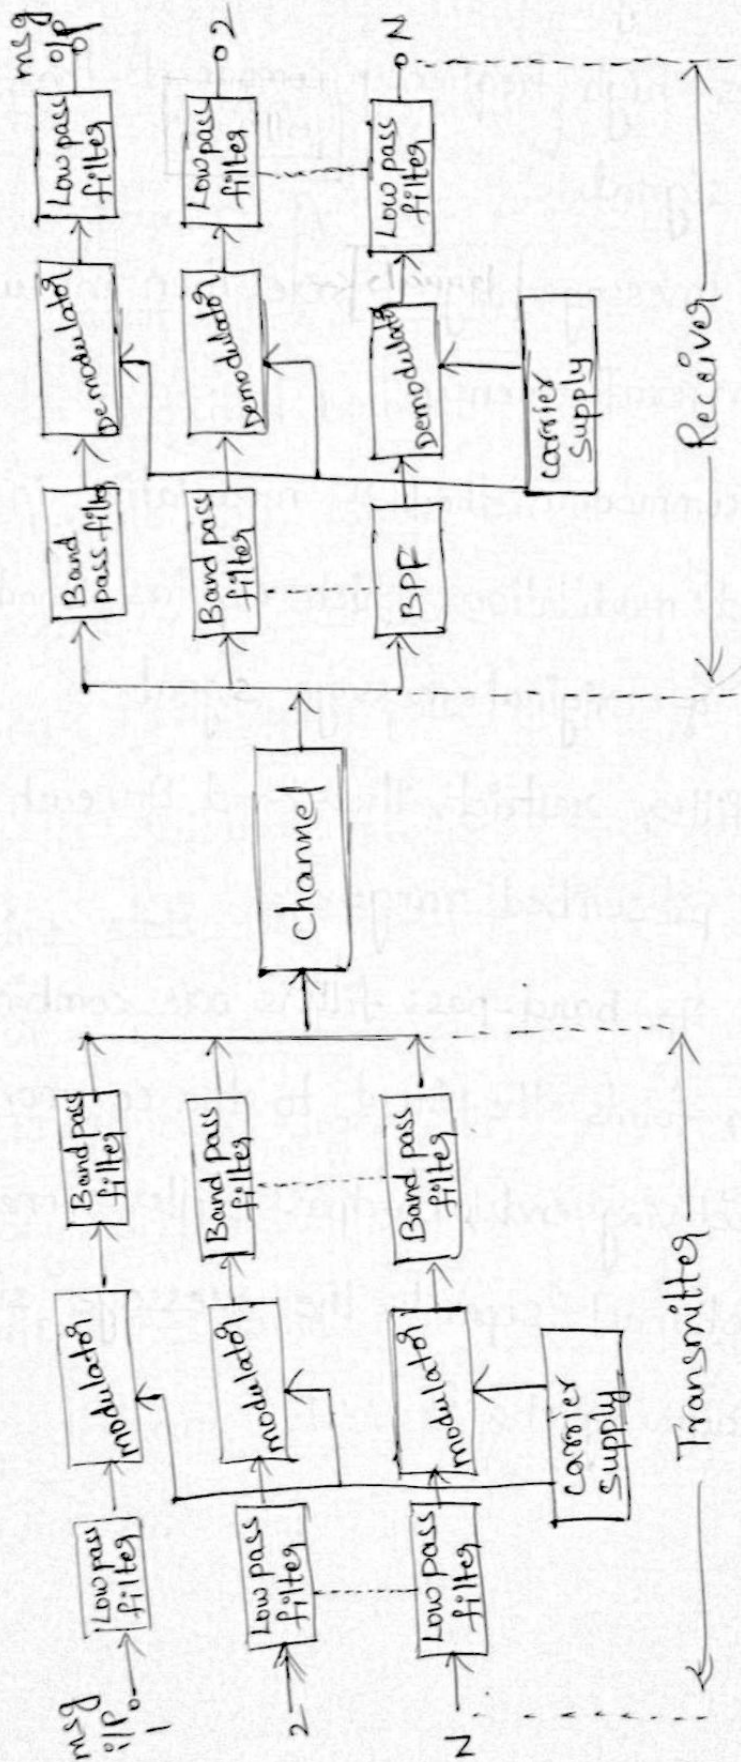 msg
i/p
1
Low pass
filter
modulator
Band pass
filter
2
Low pass
filter
modulator
Band pass
filter
N
Low pass
filter
modulator
Band pass
filter
Carrier
Supply
Transmitter
Channel
Band
pass-filter
Demodulator
Low pass
filter
msg
o/p
Band pass
filter
Demodulator
Low pass
filter
2
BPF
Demodulator
Low pass
filter
N
Carrier
Supply
Receiver